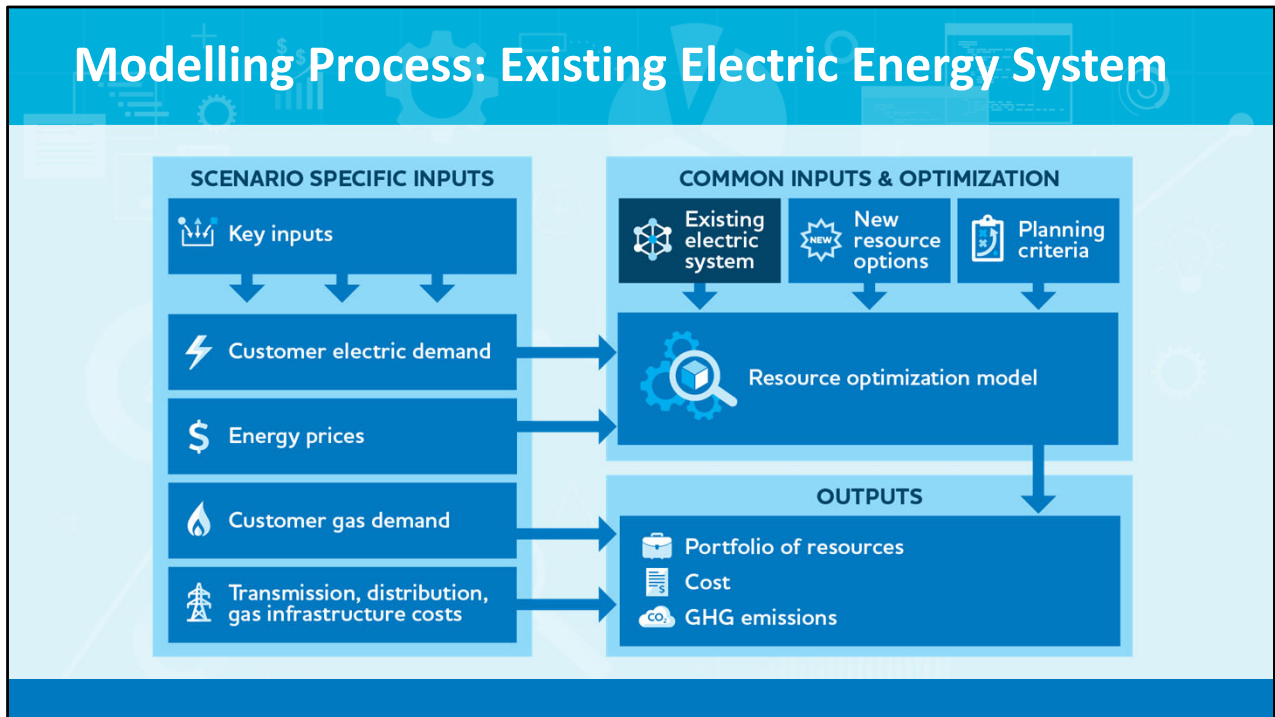 Modelling Process: Existing Electric Energy System
SCENARIO SPECIFIC INPUTS
Key inputs
Customer electric demand
$
Energy prices
Customer gas demand
Transmission, distribution,
gas infrastructure costs
COMMON INPUTS & OPTIMIZATION
Existing
electric
system
NEW
New
resource
options
Planning
criteria
Resource optimization model
OUTPUTS
Portfolio of resources
$
Cost
CO₂
GHG emissions